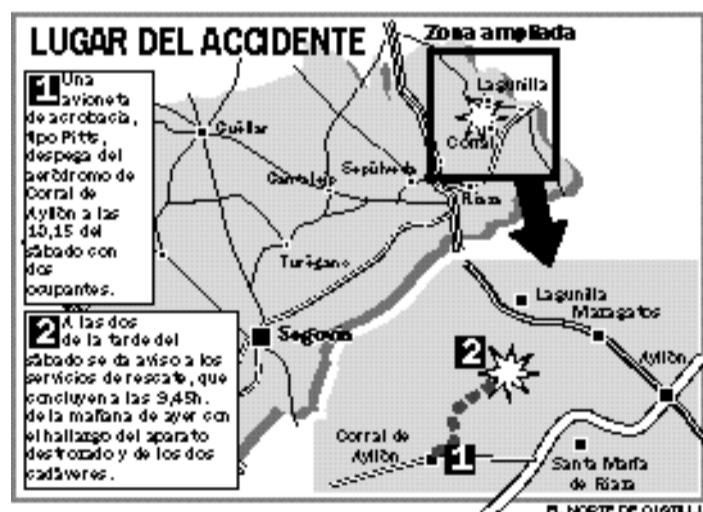 LUGAR DEL ACCIDENTE
Zona ampliada
1 Una
avioneta
de acrobacia,
tipo Pitts,
despega del
aeródromo de
Corral de
Ayllón a las
10,15 del
sábado con
dos
ocupantes.
2 A las dos
de la tarde del
sábado se da aviso a los
servicios de rescate, que
concluyen a las 9,45h.
de la mañana de ayer con
el hallazgo del aparato
destrozado y de los dos
cadáveres.
Lagunilla
Corral
Cuéllar
Cantalejo
Sepúlveda
Riaza
Turégano
Segovia
Lagunilla
Mazagatos
Ayllón
2
Corral de
Ayllón
1
Santa María
de Riaza
EL NORTE DE CASTILLA